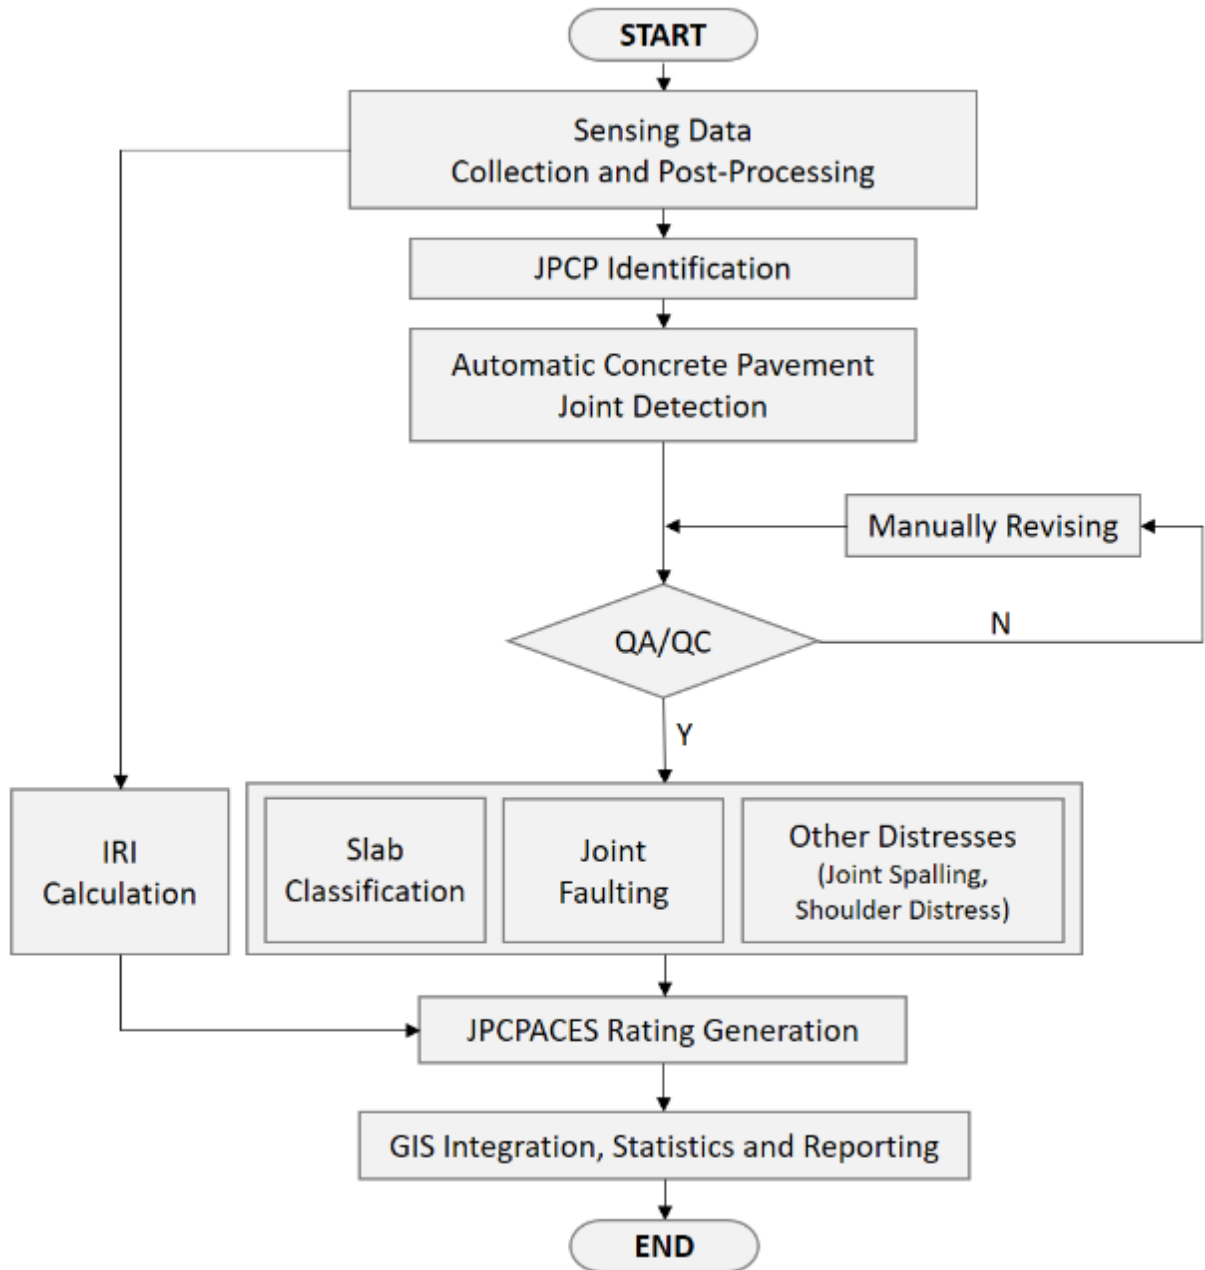 START
Sensing Data
Collection and Post-Processing
JPCP Identification
Automatic Concrete Pavement
Joint Detection
Manually Revising
QA/QC
N
Y
IRI
Calculation
Slab
Classification
Joint
Faulting
Other Distresses
(Joint Spalling,
Shoulder Distress)
JPCPACES Rating Generation
GIS Integration, Statistics and Reporting
END